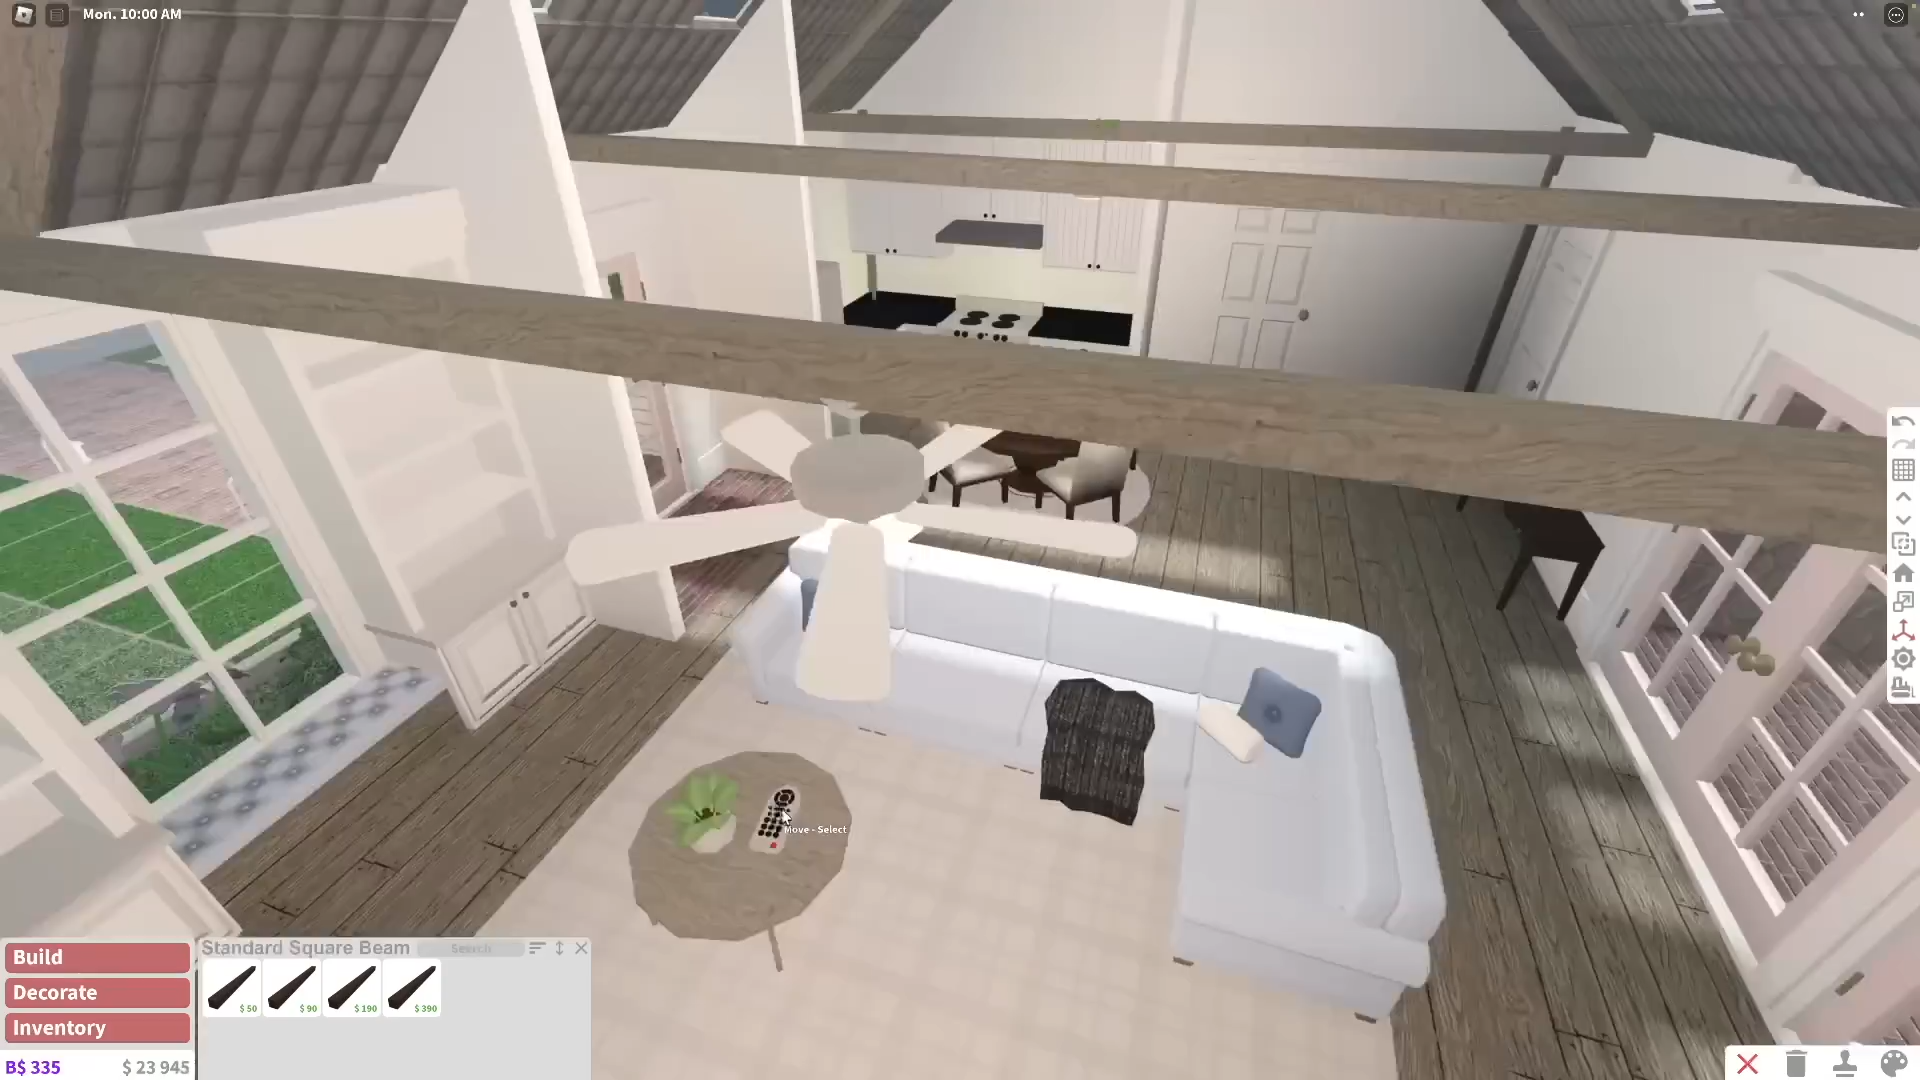 Mon. 10:00 AM
Move - Select
Build
Decorate
Inventory
B$ 335
$ 23 945
Standard Square Beam
Search
$ 50
$ 90
$ 190
$ 390